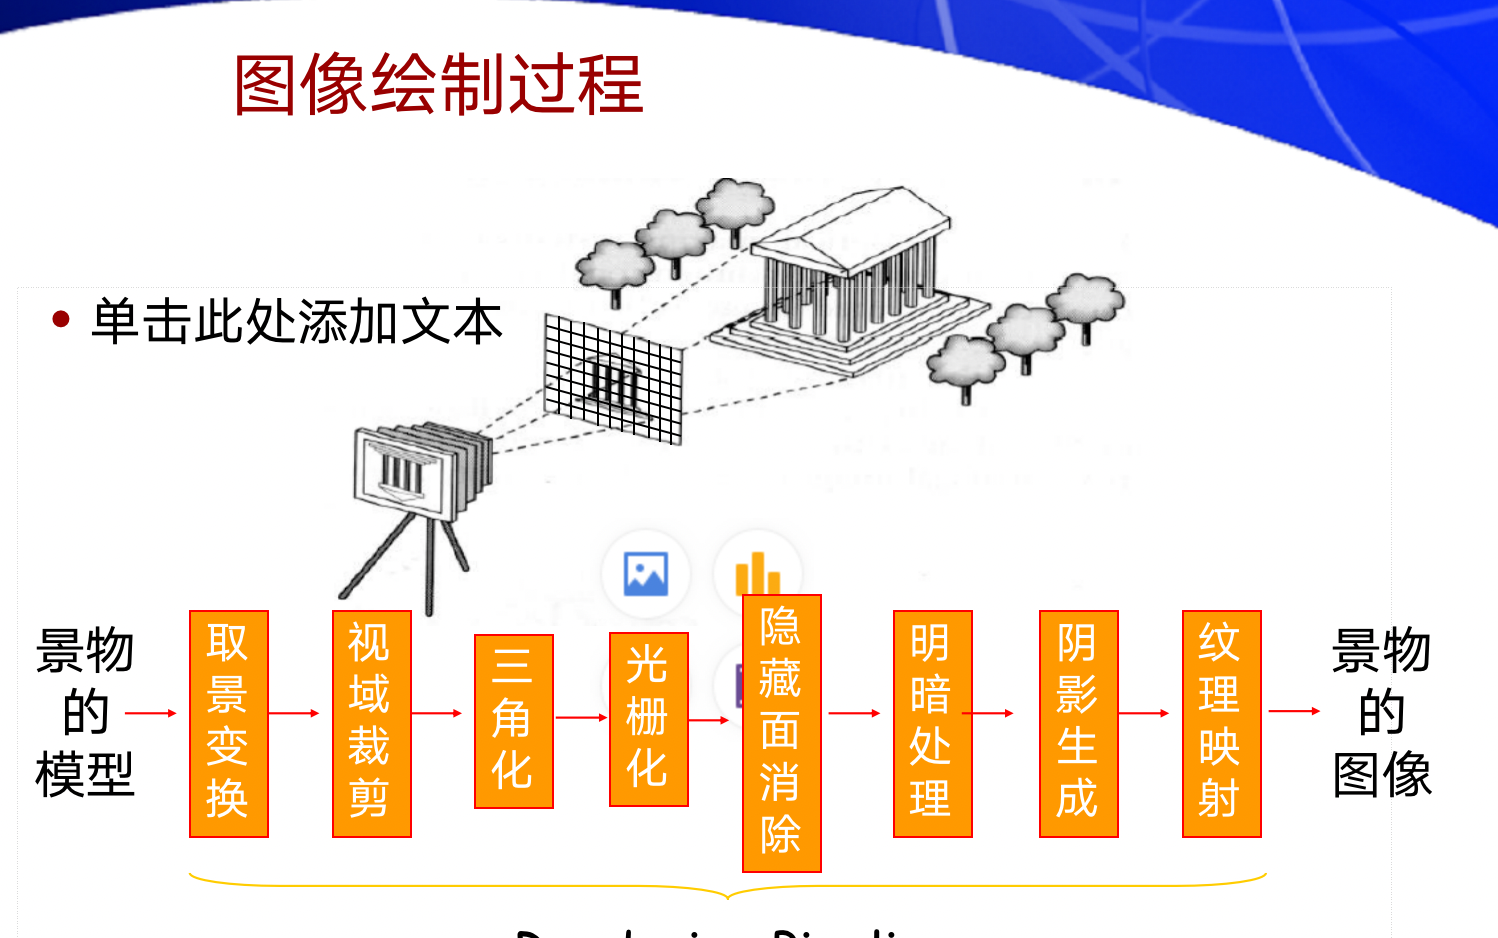 图像绘制过程
单击此处添加文本
景物
的
模型
取景变换
视域裁剪
三角化
光栅化
隐藏面消除
明暗处理
阴影生成
纹理映射
景物
的
图像